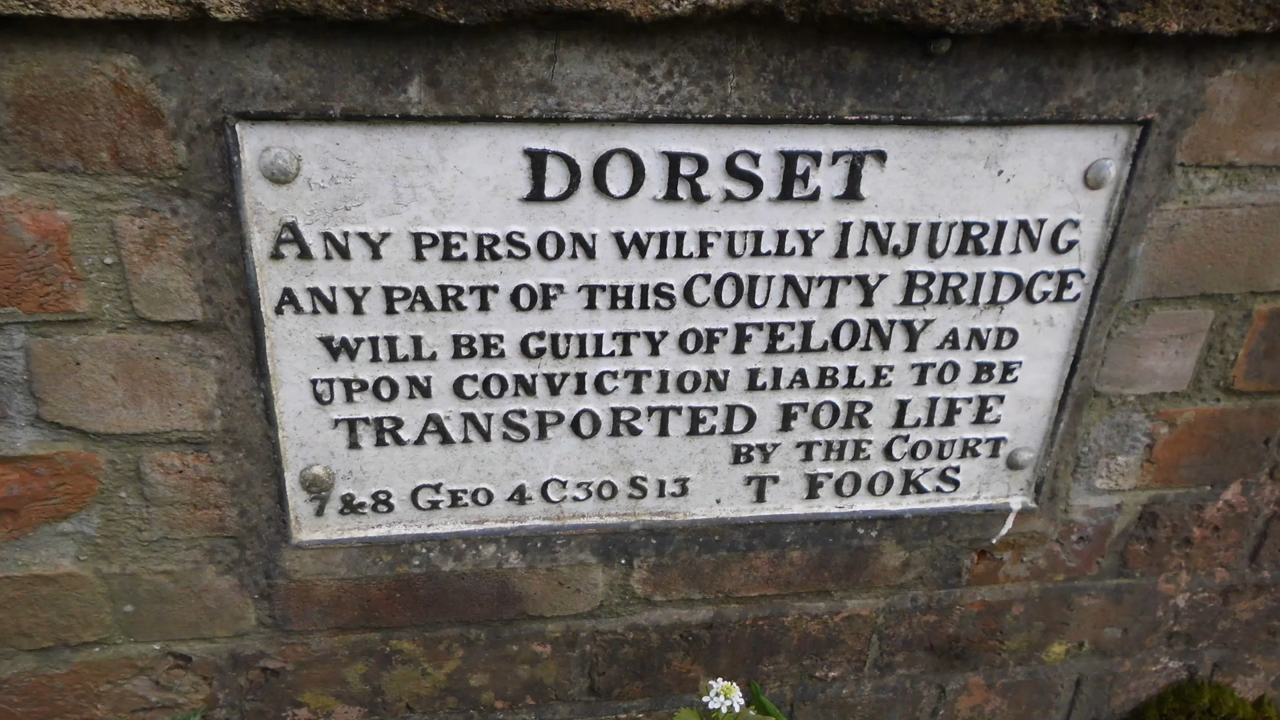 DORSET
ANY PERSON WILFULLY INJURING
ANY PART OF THIS COUNTY BRIDGE
WILL BE GUILTY OF FELONY AND
UPON CONVICTION LIABLE TO BE
TRANSPORTED FOR LIFE
BY THE COURT
7 & 8 GEO 4 C30 S13 T FOOKS